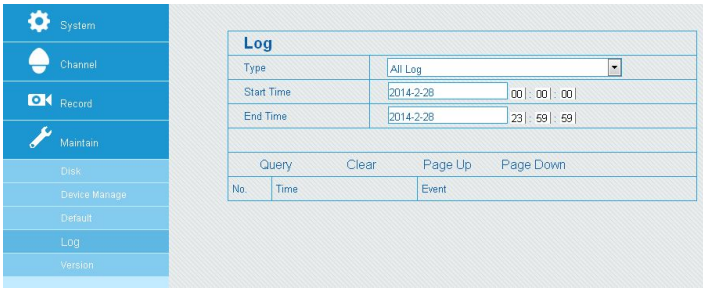 System
Channel
Record
Maintain
Disk
Device Manage
Default
Log
Version
Log
Type All Log
Start Time 2014-2-28 00 : 00 : 00
End Time 2014-2-28 23 : 59 : 59
Query Clear Page Up Page Down
No. Time Event